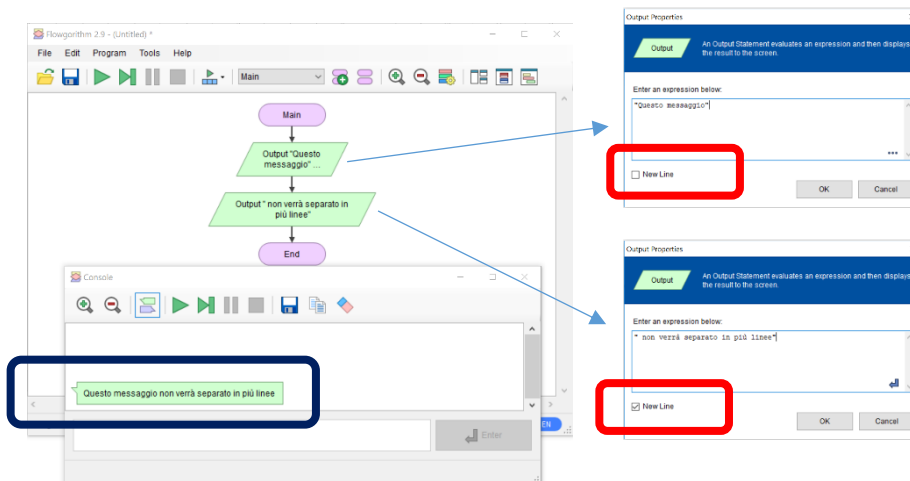 Flowgorithm 2.9 - (Untitled) *
File Edit Program Tools Help
Main
Main
Output "Questo
messaggio" ...
Output " non verrà separato in
più linee"
End
Console
Questo messaggio non verrà separato in più linee
Enter
EN
Output Properties
Output
An Output Statement evaluates an expression and then displays
the result to the screen.
Enter an expression below:
"Questo messaggio"
New Line
OK Cancel
Output Properties
Output
An Output Statement evaluates an expression and then displays
the result to the screen.
Enter an expression below:
" non verrà separato in più linee"
New Line
OK Cancel